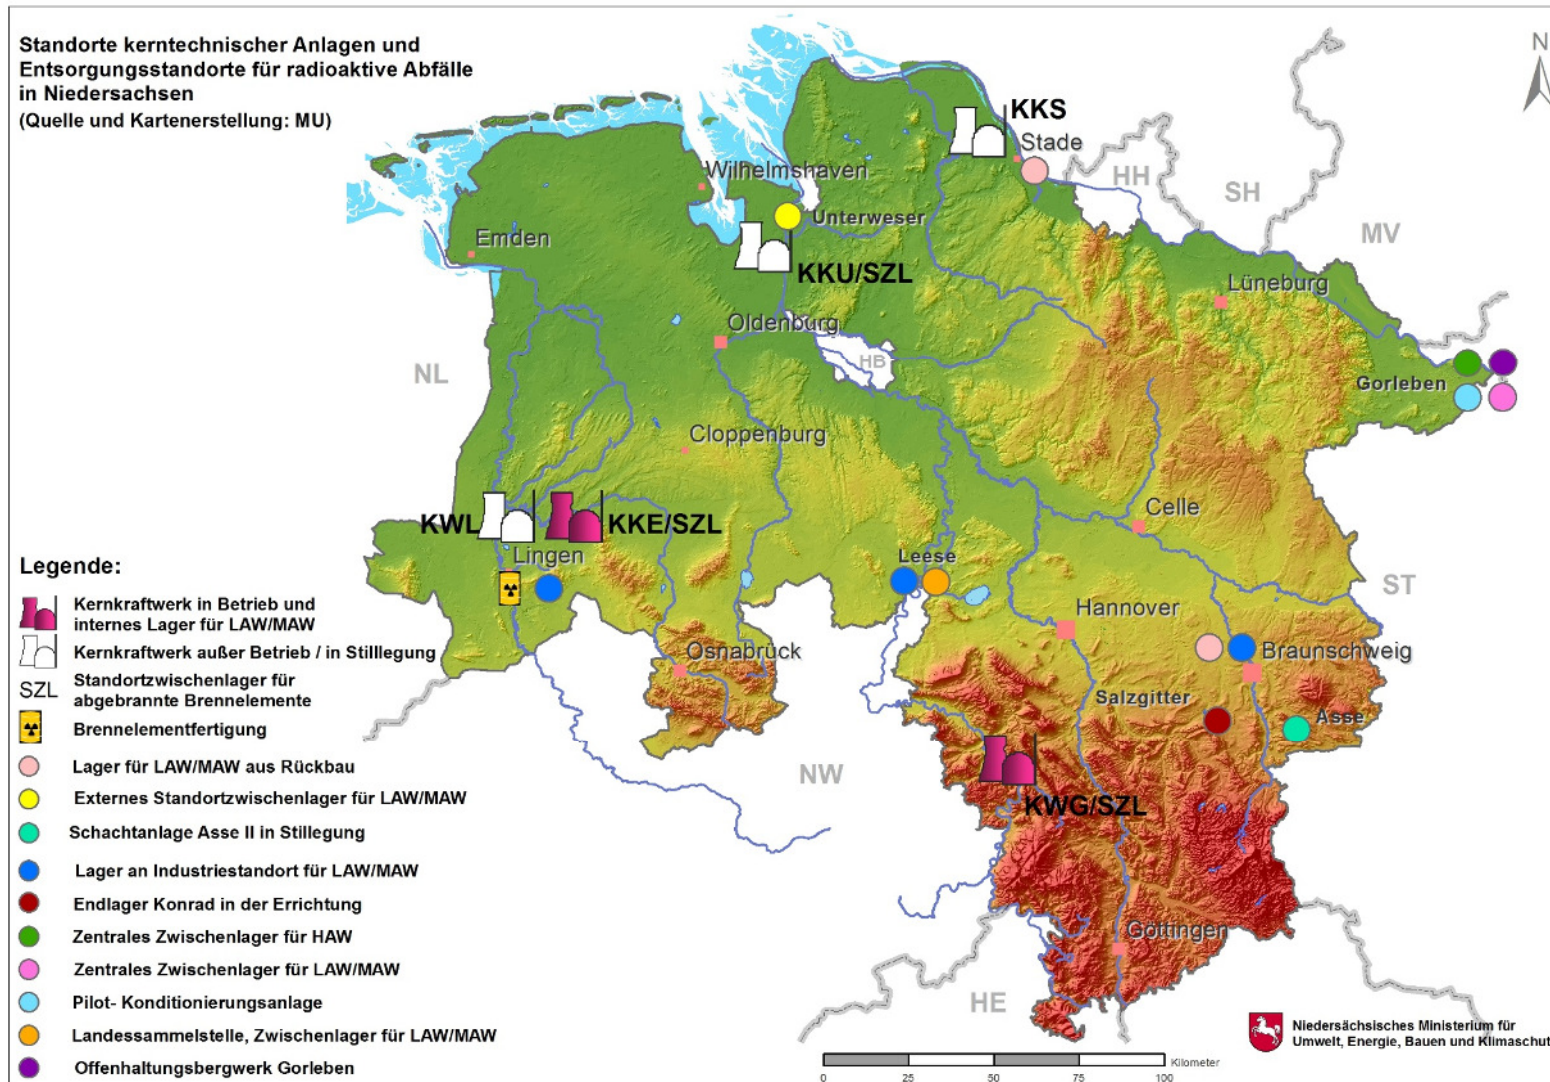 Standorte kerntechnischer Anlagen und
Entsorgungsstandorte für radioaktive Abfälle
in Niedersachsen
(Quelle und Kartenerstellung: MU)
N
KKS
Stade
HH
SH
MV
Wilhelmshaven
Unterweser
Emden
KKU/SZL
Lüneburg
Oldenburg
HB
NL
Gorleben
Cloppenburg
Celle
KWL
KKE/SZL
Lingen
Leese
ST
Hannover
Osnabrück
Braunschweig
Salzgitter
Asse
NW
KWG/SZL
Göttingen
HE
Legende:
Kernkraftwerk in Betrieb und
internes Lager für LAW/MAW
Kernkraftwerk außer Betrieb / in Stilllegung
SZL Standortzwischenlager für
abgebrannte Brennelemente
Brennelementfertigung
Lager für LAW/MAW aus Rückbau
Externes Standortzwischenlager für LAW/MAW
Schachtanlage Asse II in Stillegung
Lager an Industriestandort für LAW/MAW
Endlager Konrad in der Errichtung
Zentrales Zwischenlager für HAW
Zentrales Zwischenlager für LAW/MAW
Pilot- Konditionierungsanlage
Landessammelstelle, Zwischenlager für LAW/MAW
Offenhaltungsbergwerk Gorleben
Niedersächsisches Ministerium für
Umwelt, Energie, Bauen und Klimaschut
Kilometer
0 25 50 75 100